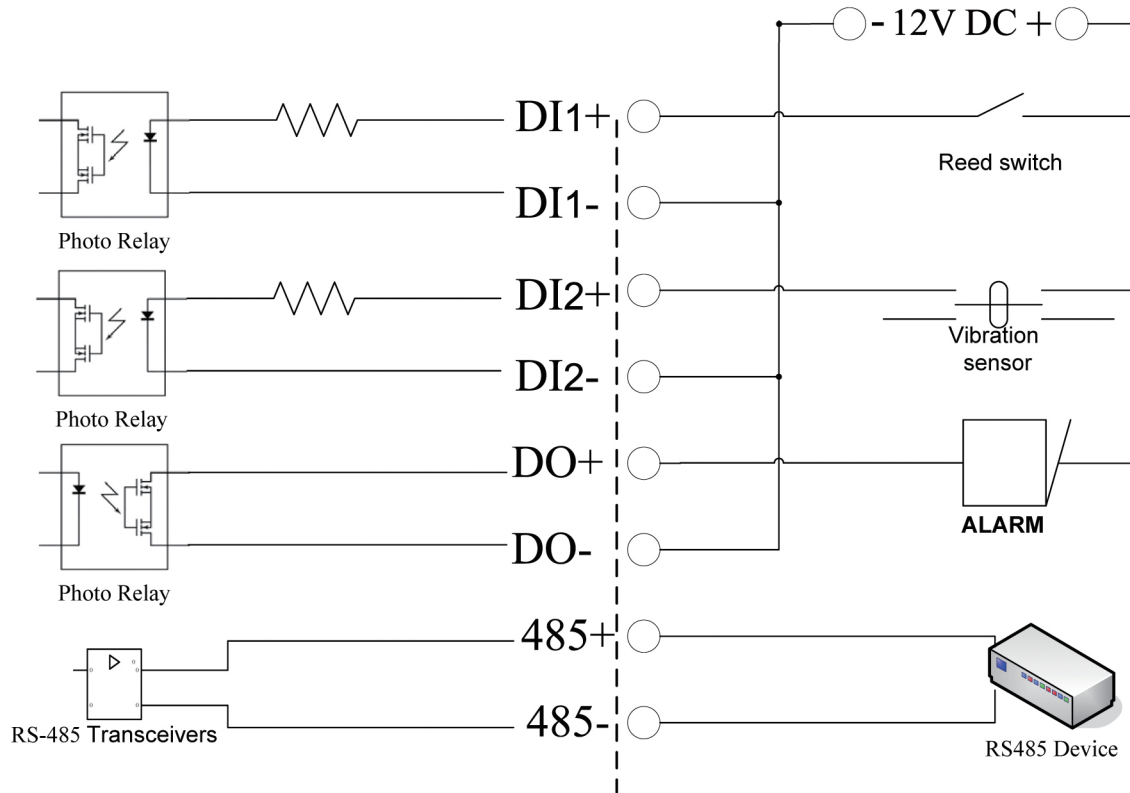 - 12V DC +
DI1+
Reed switch
DI1-
Photo Relay
DI2+
Vibration
sensor
DI2-
Photo Relay
DO+
ALARM
DO-
Photo Relay
485+
485-
RS-485 Transceivers
RS485 Device